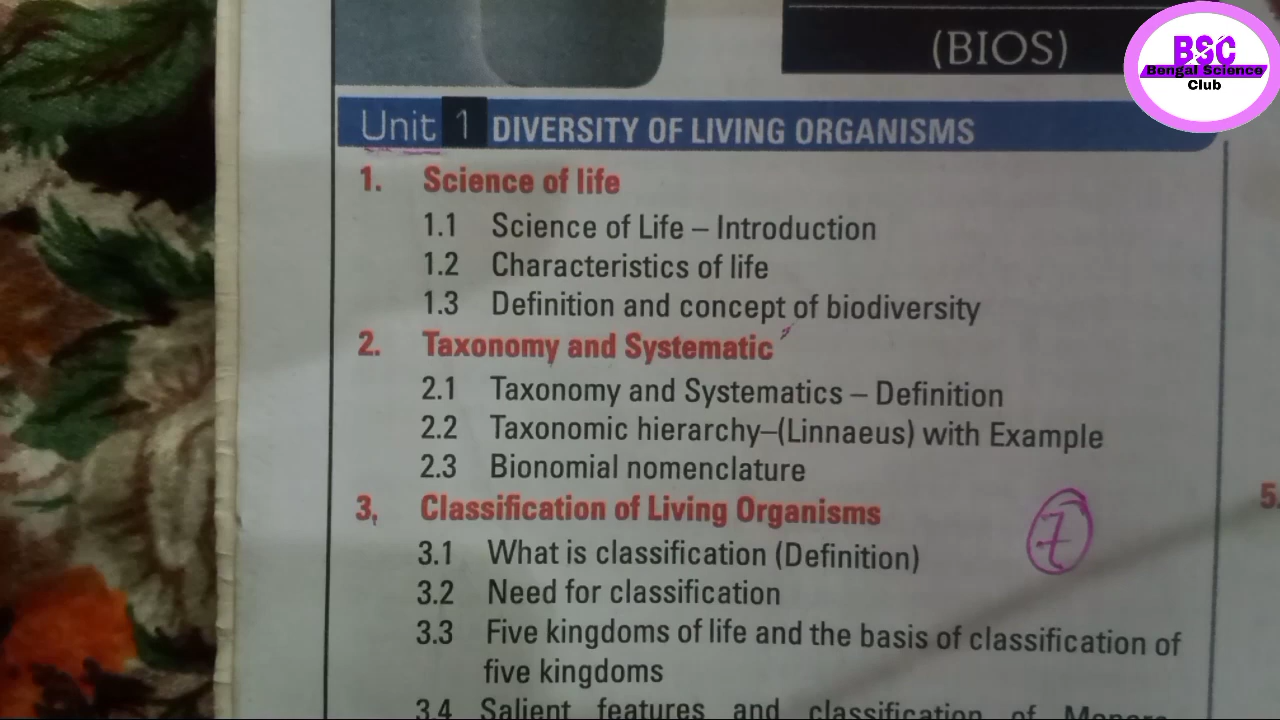 (BIOS)
BSC
Bengal Science
Club
Unit 1 DIVERSITY OF LIVING ORGANISMS
1. Science of life
1.1 Science of Life – Introduction
1.2 Characteristics of life
1.3 Definition and concept of biodiversity
2. Taxonomy and Systematic
2.1 Taxonomy and Systematics – Definition
2.2 Taxonomic hierarchy–(Linnaeus) with Example
2.3 Bionomial nomenclature
3. Classification of Living Organisms
7
5.
3.1 What is classification (Definition)
3.2 Need for classification
3.3 Five kingdoms of life and the basis of classification of
five kingdoms
3.4 Salient features and classification of Monera